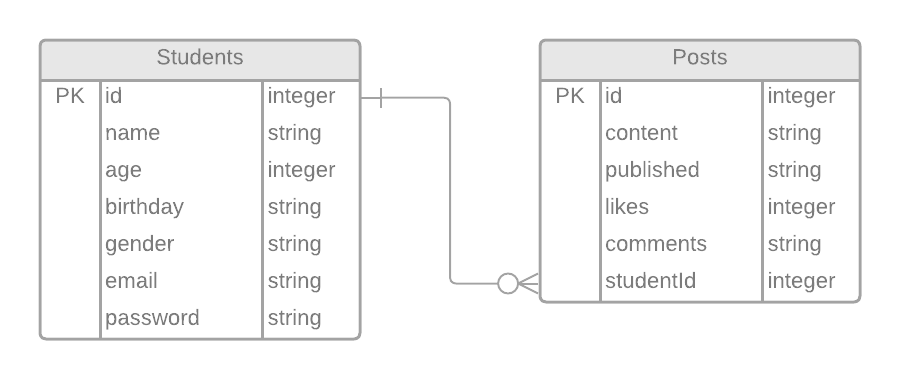 Students
PK id integer
name string
age integer
birthday string
gender string
email string
password string
Posts
PK id integer
content string
published string
likes integer
comments string
studentId integer